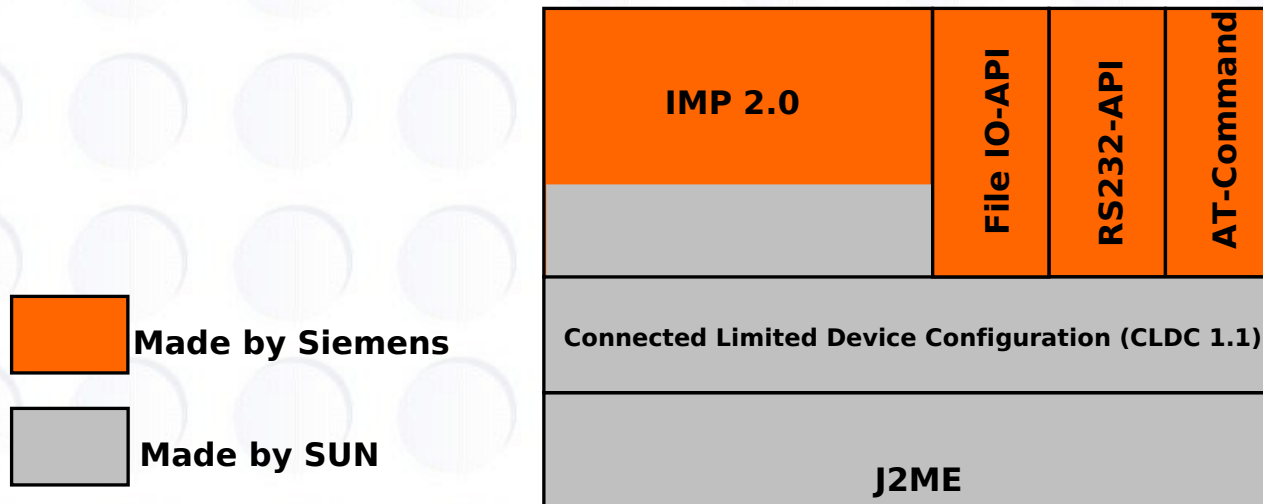 IMP 2.0
File IO-API
RS232-API
AT-Command
Made by Siemens
Connected Limited Device Configuration (CLDC 1.1)
Made by SUN
J2ME